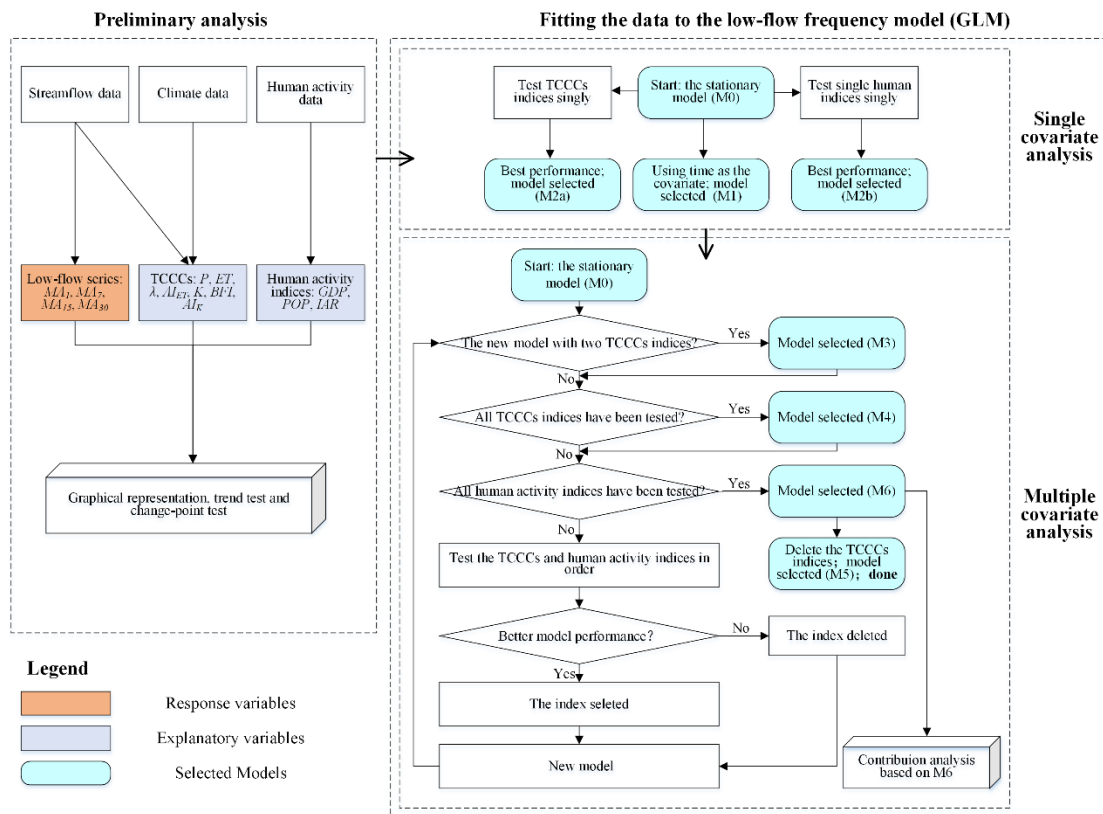 Preliminary analysis
Streamflow data
Climate data
Human activity
data
Low-flow series:
MA1, MA7,
MA15, MA30
TCCCs: P, ET,
λ, AIET, K, BFI,
AIK
Human activity
indices: GDP,
POP, IAR
Graphical representation, trend test and
change-point test
Legend
Response variables
Explanatory variables
Selected Models
Fitting the data to the low-flow frequency model (GLM)
Test TCCCs
indices singly
Start: the stationary
model (M0)
Test single human
indices singly
Best performance;
model selected
(M2a)
Using time as the
covariate; model
selected (M1)
Best performance;
model selected
(M2b)
Single
covariate
analysis
Start: the stationary
model (M0)
The new model with two TCCCs indices?
Yes
Model selected (M3)
No
All TCCCs indices have been tested?
Yes
Model selected (M4)
No
All human activity indices have been tested?
Yes
Model selected (M6)
No
Delete the TCCCs
indices; model
selected (M5); done
Test the TCCCs and human activity indices in
order
Better model performance?
No
The index deleted
Yes
The index seleted
New model
Contribuion analysis
based on M6
Multiple
covariate
analysis